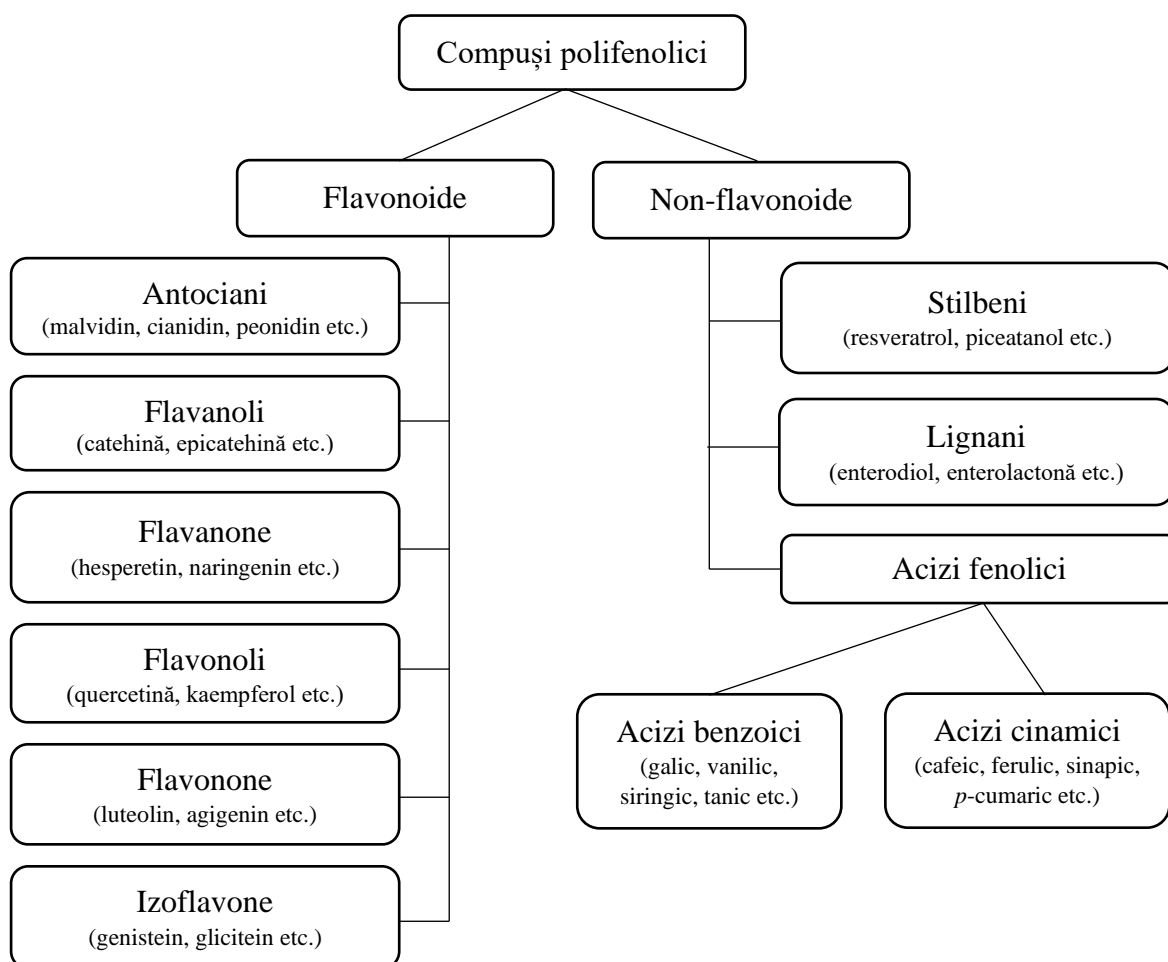 Compuși polifenolici
Flavonoide
Non-flavonoide
Antociani
(malvidin, cianidin, peonidin etc.)
Flavanoli
(catehină, epicatehină etc.)
Flavanone
(hesperetin, naringenin etc.)
Flavonoli
(quercetină, kaempferol etc.)
Flavonone
(luteolin, agigenin etc.)
Izoflavone
(genistein, glicitein etc.)
Stilbeni
(resveratrol, piceatanol etc.)
Lignani
(enterodiol, enterolactonă etc.)
Acizi fenolici
Acizi benzoici
(galic, vanilic,
siringic, tanic etc.)
Acizi cinamici
(cafeic, ferulic, sinapic,
p-cumaric etc.)